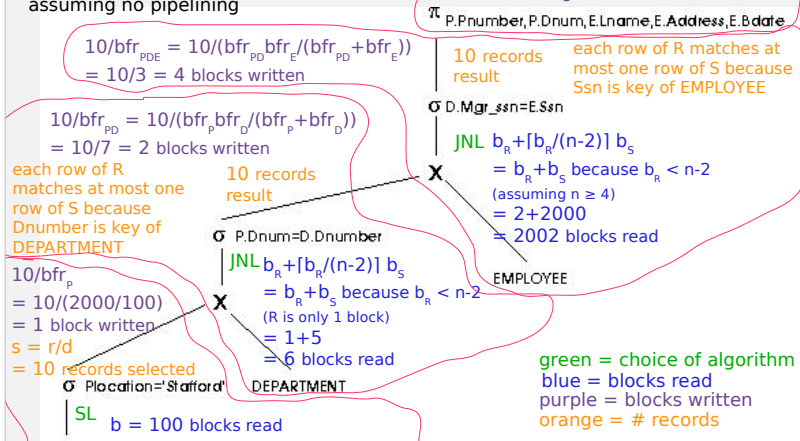 assuming no pipelining
π P.Pnumber,P.Dnum,E.Lname,E.Address,E.Bdate
10/bfr_PDE = 10/(bfr_PD bfr_E/(bfr_PD+bfr_E))
= 10/3 = 4 blocks written
10 records
result
each row of R matches at
most one row of S because
Ssn is key of EMPLOYEE
σ D.Mgr_ssn=E.Ssn
10/bfr_PD = 10/(bfr_P bfr_D/(bfr_P+bfr_D))
= 10/7 = 2 blocks written
JNL b_R+⌈b_R/(n-2)⌉ b_S
= b_R+b_S because b_R < n-2
(assuming n ≥ 4)
= 2+2000
= 2002 blocks read
X
each row of R
matches at most one
row of S because
Dnumber is key of
DEPARTMENT
10 records
result
σ P.Dnum=D.Dnumber
EMPLOYEE
JNL b_R+⌈b_R/(n-2)⌉ b_S
= b_R+b_S because b_R < n-2
(R is only 1 block)
= 1+5
= 6 blocks read
X
10/bfr_P
= 10/(2000/100)
= 1 block written
s = r/d
= 10 records selected
σ Plocation='Stafford'
DEPARTMENT
SL b = 100 blocks read
green = choice of algorithm
blue = blocks read
purple = blocks written
orange = # records